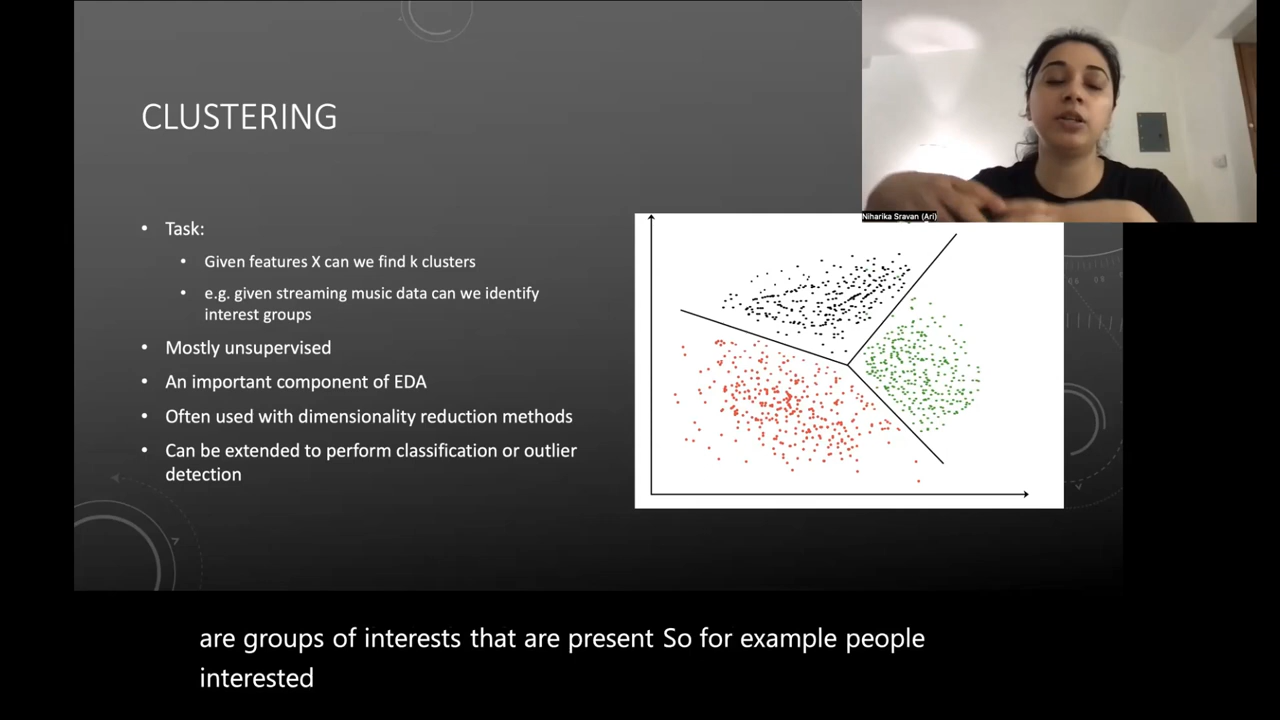 CLUSTERING
• Task:
• Given features X can we find k clusters
• e.g. given streaming music data can we identify
interest groups
• Mostly unsupervised
• An important component of EDA
• Often used with dimensionality reduction methods
• Can be extended to perform classification or outlier
detection
Niharika Sravan (Ari)
are groups of interests that are present So for example people
interested